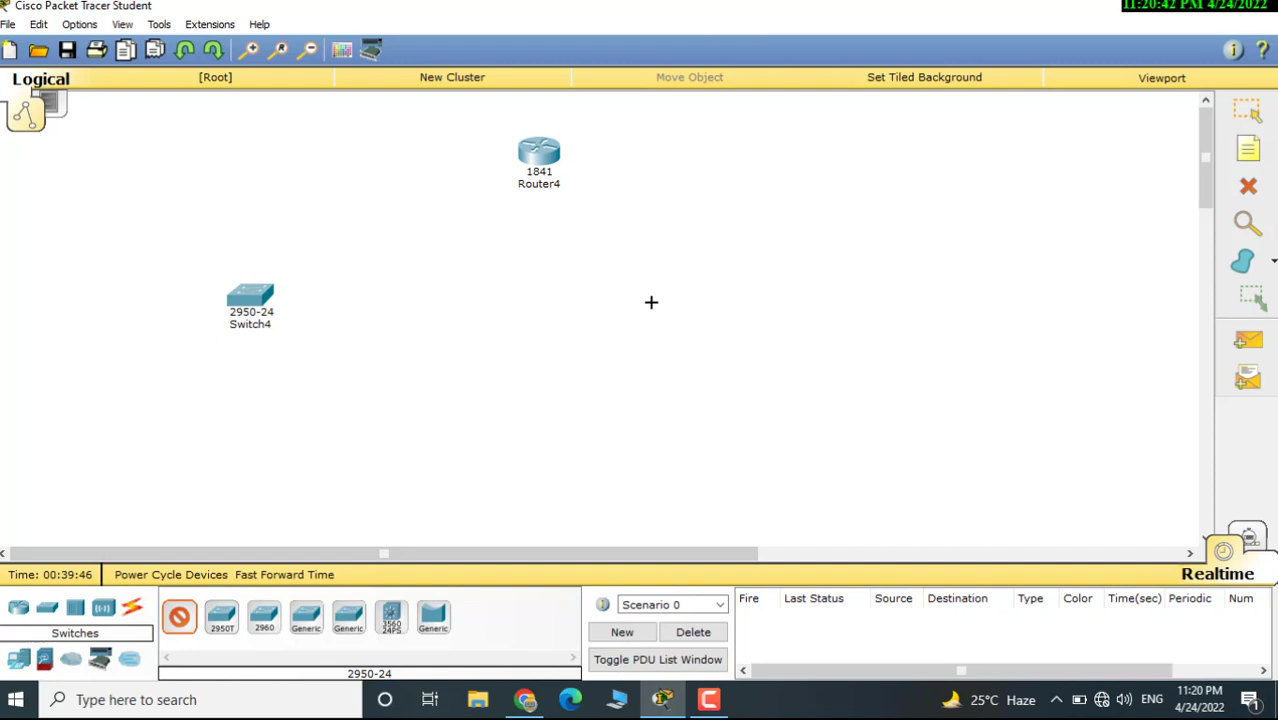 Cisco Packet Tracer Student
11:20:42 PM 4/24/2022
File Edit Options View Tools Extensions Help
Logical [Root] New Cluster Move Object Set Tiled Background Viewport
1841
Router4
2950-24
Switch4
Time: 00:39:46 Power Cycle Devices Fast Forward Time
Realtime
Switches
2950T 2960 Generic Generic 3560 24PS Generic
2950-24
Scenario 0
New Delete
Toggle PDU List Window
Fire Last Status Source Destination Type Color Time(sec) Periodic Num
Type here to search
25°C Haze
ENG
11:20 PM
4/24/2022
1